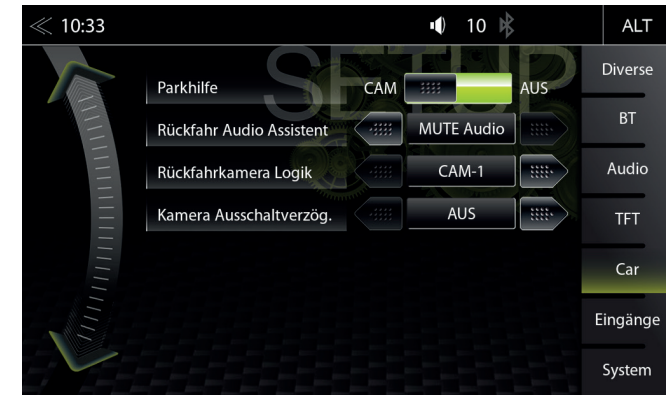 10:33
10
ALT
SETUP
Parkhilfe
CAM
AUS
Rückfahr Audio Assistent
MUTE Audio
Rückfahrkamera Logik
CAM-1
Kamera Ausschaltverzög.
AUS
Diverse
BT
Audio
TFT
Car
Eingänge
System